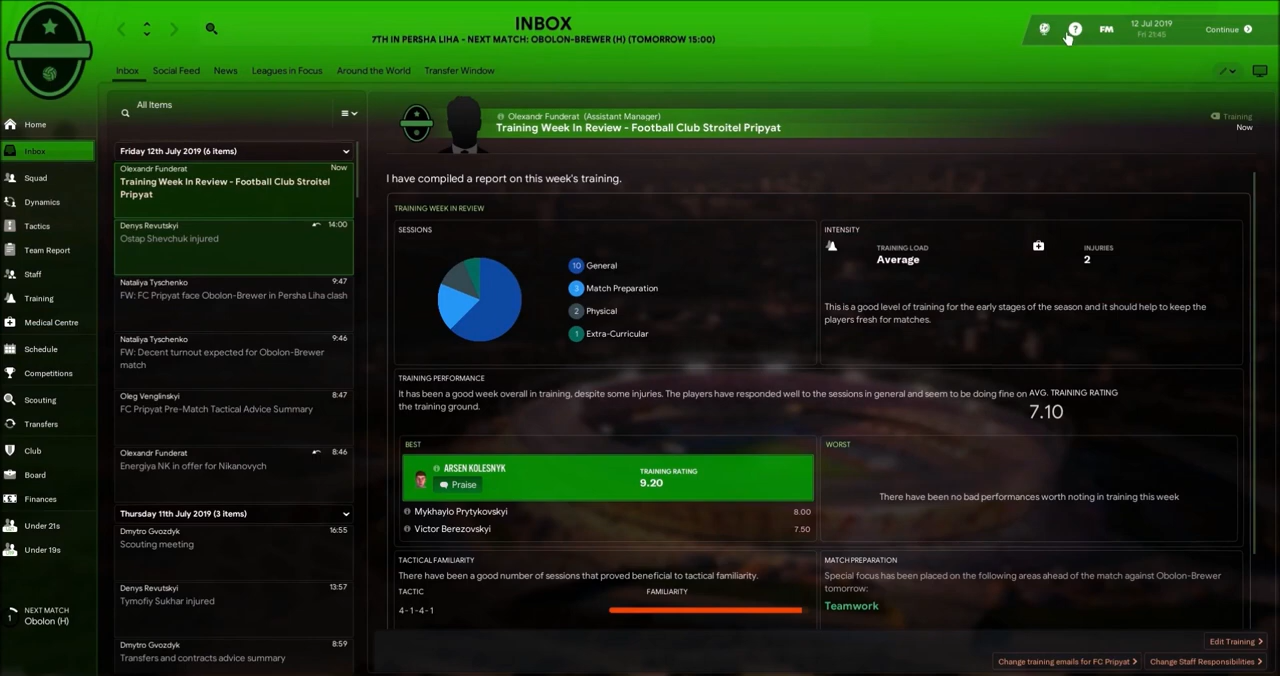 INBOX
7TH IN PERSHA LIHA - NEXT MATCH: OBOLON-BREWER (H) (TOMORROW 15:00)
?
FM
12 Jul 2019
Fri 21:45
Continue
Inbox
Social Feed
News
Leagues in Focus
Around the World
Transfer Window
Home
Inbox
Squad
Dynamics
Tactics
Team Report
Staff
Training
Medical Centre
Schedule
Competitions
Scouting
Transfers
Club
Board
Finances
Under 21s
Under 19s
1
NEXT MATCH
Obolon (H)
All Items
Friday 12th July 2019 (6 items)
Olexandr Funderat
Now
Training Week In Review - Football Club Stroitel
Pripyat
Denys Revutskyi
14:00
Ostap Shevchuk injured
Nataliya Tyschenko
9:47
FW: FC Pripyat face Obolon-Brewer in Persha Liha clash
Nataliya Tyschenko
9:46
FW: Decent turnout expected for Obolon-Brewer
match
Oleg Venglinskyi
8:47
FC Pripyat Pre-Match Tactical Advice Summary
Olexandr Funderat
8:46
Energiya NK in offer for Nikanovych
Thursday 11th July 2019 (3 items)
Dmytro Gvozdyk
16:55
Scouting meeting
Denys Revutskyi
13:57
Tymofiy Sukhar injured
Dmytro Gvozdyk
8:59
Transfers and contracts advice summary
Olexandr Funderat (Assistant Manager)
Training Week In Review - Football Club Stroitel Pripyat
Training
Now
I have compiled a report on this week's training.
TRAINING WEEK IN REVIEW
SESSIONS
10 General
3 Match Preparation
2 Physical
1 Extra-Curricular
INTENSITY
TRAINING LOAD
Average
INJURIES
2
This is a good level of training for the early stages of the season and it should help to keep the
players fresh for matches.
TRAINING PERFORMANCE
It has been a good week overall in training, despite some injuries. The players have responded well to the sessions in general and seem to be doing fine on
the training ground.
AVG. TRAINING RATING
7.10
BEST
ARSEN KOLESNYK
Praise
TRAINING RATING
9.20
Mykhaylo Prytykovskyi
8.00
Victor Berezovskyi
7.50
WORST
There have been no bad performances worth noting in training this week
TACTICAL FAMILIARITY
There have been a good number of sessions that proved beneficial to tactical familiarity.
TACTIC
FAMILIARITY
4-1-4-1
MATCH PREPARATION
Special focus has been placed on the following areas ahead of the match against Obolon-Brewer
tomorrow:
Teamwork
Edit Training
Change training emails for FC Pripyat
Change Staff Responsibilities